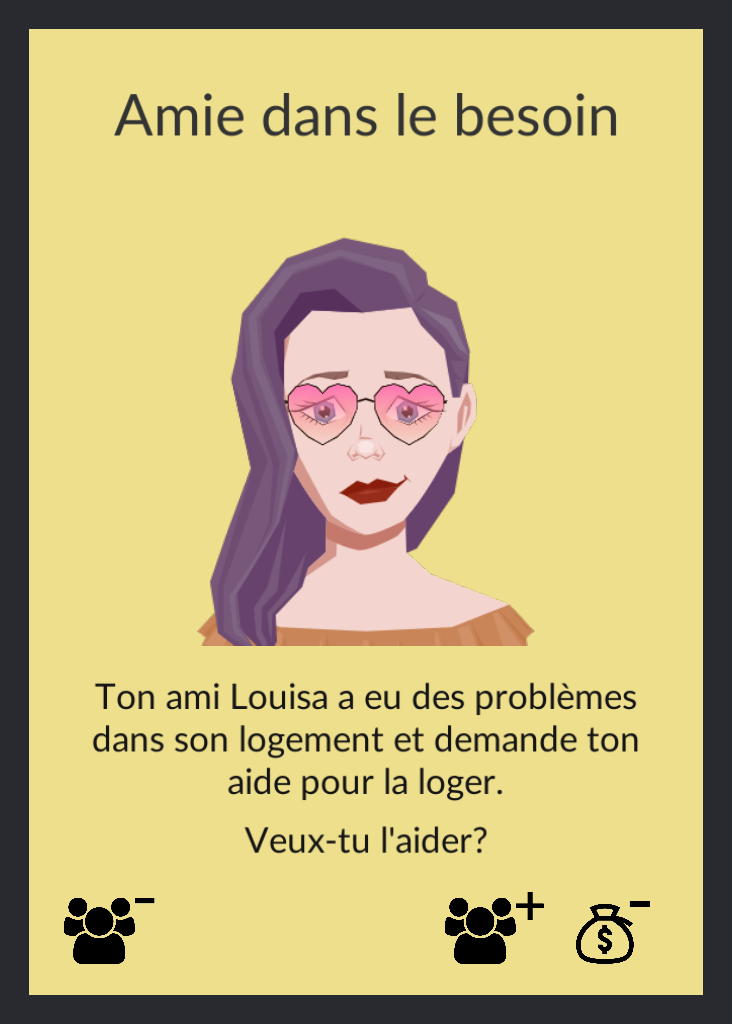 Amie dans le besoin
Ton ami Louisa a eu des problèmes
dans son logement et demande ton
aide pour la loger.
Veux-tu l'aider?
- + $ -